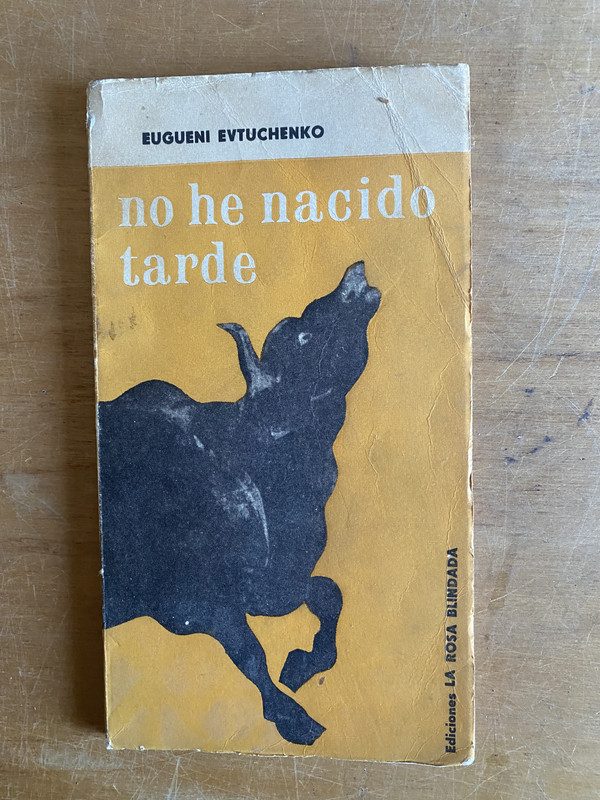 EUGUENI EVTUCHENKO
no he nacido
tarde
Ediciones LA ROSA BLINDADA